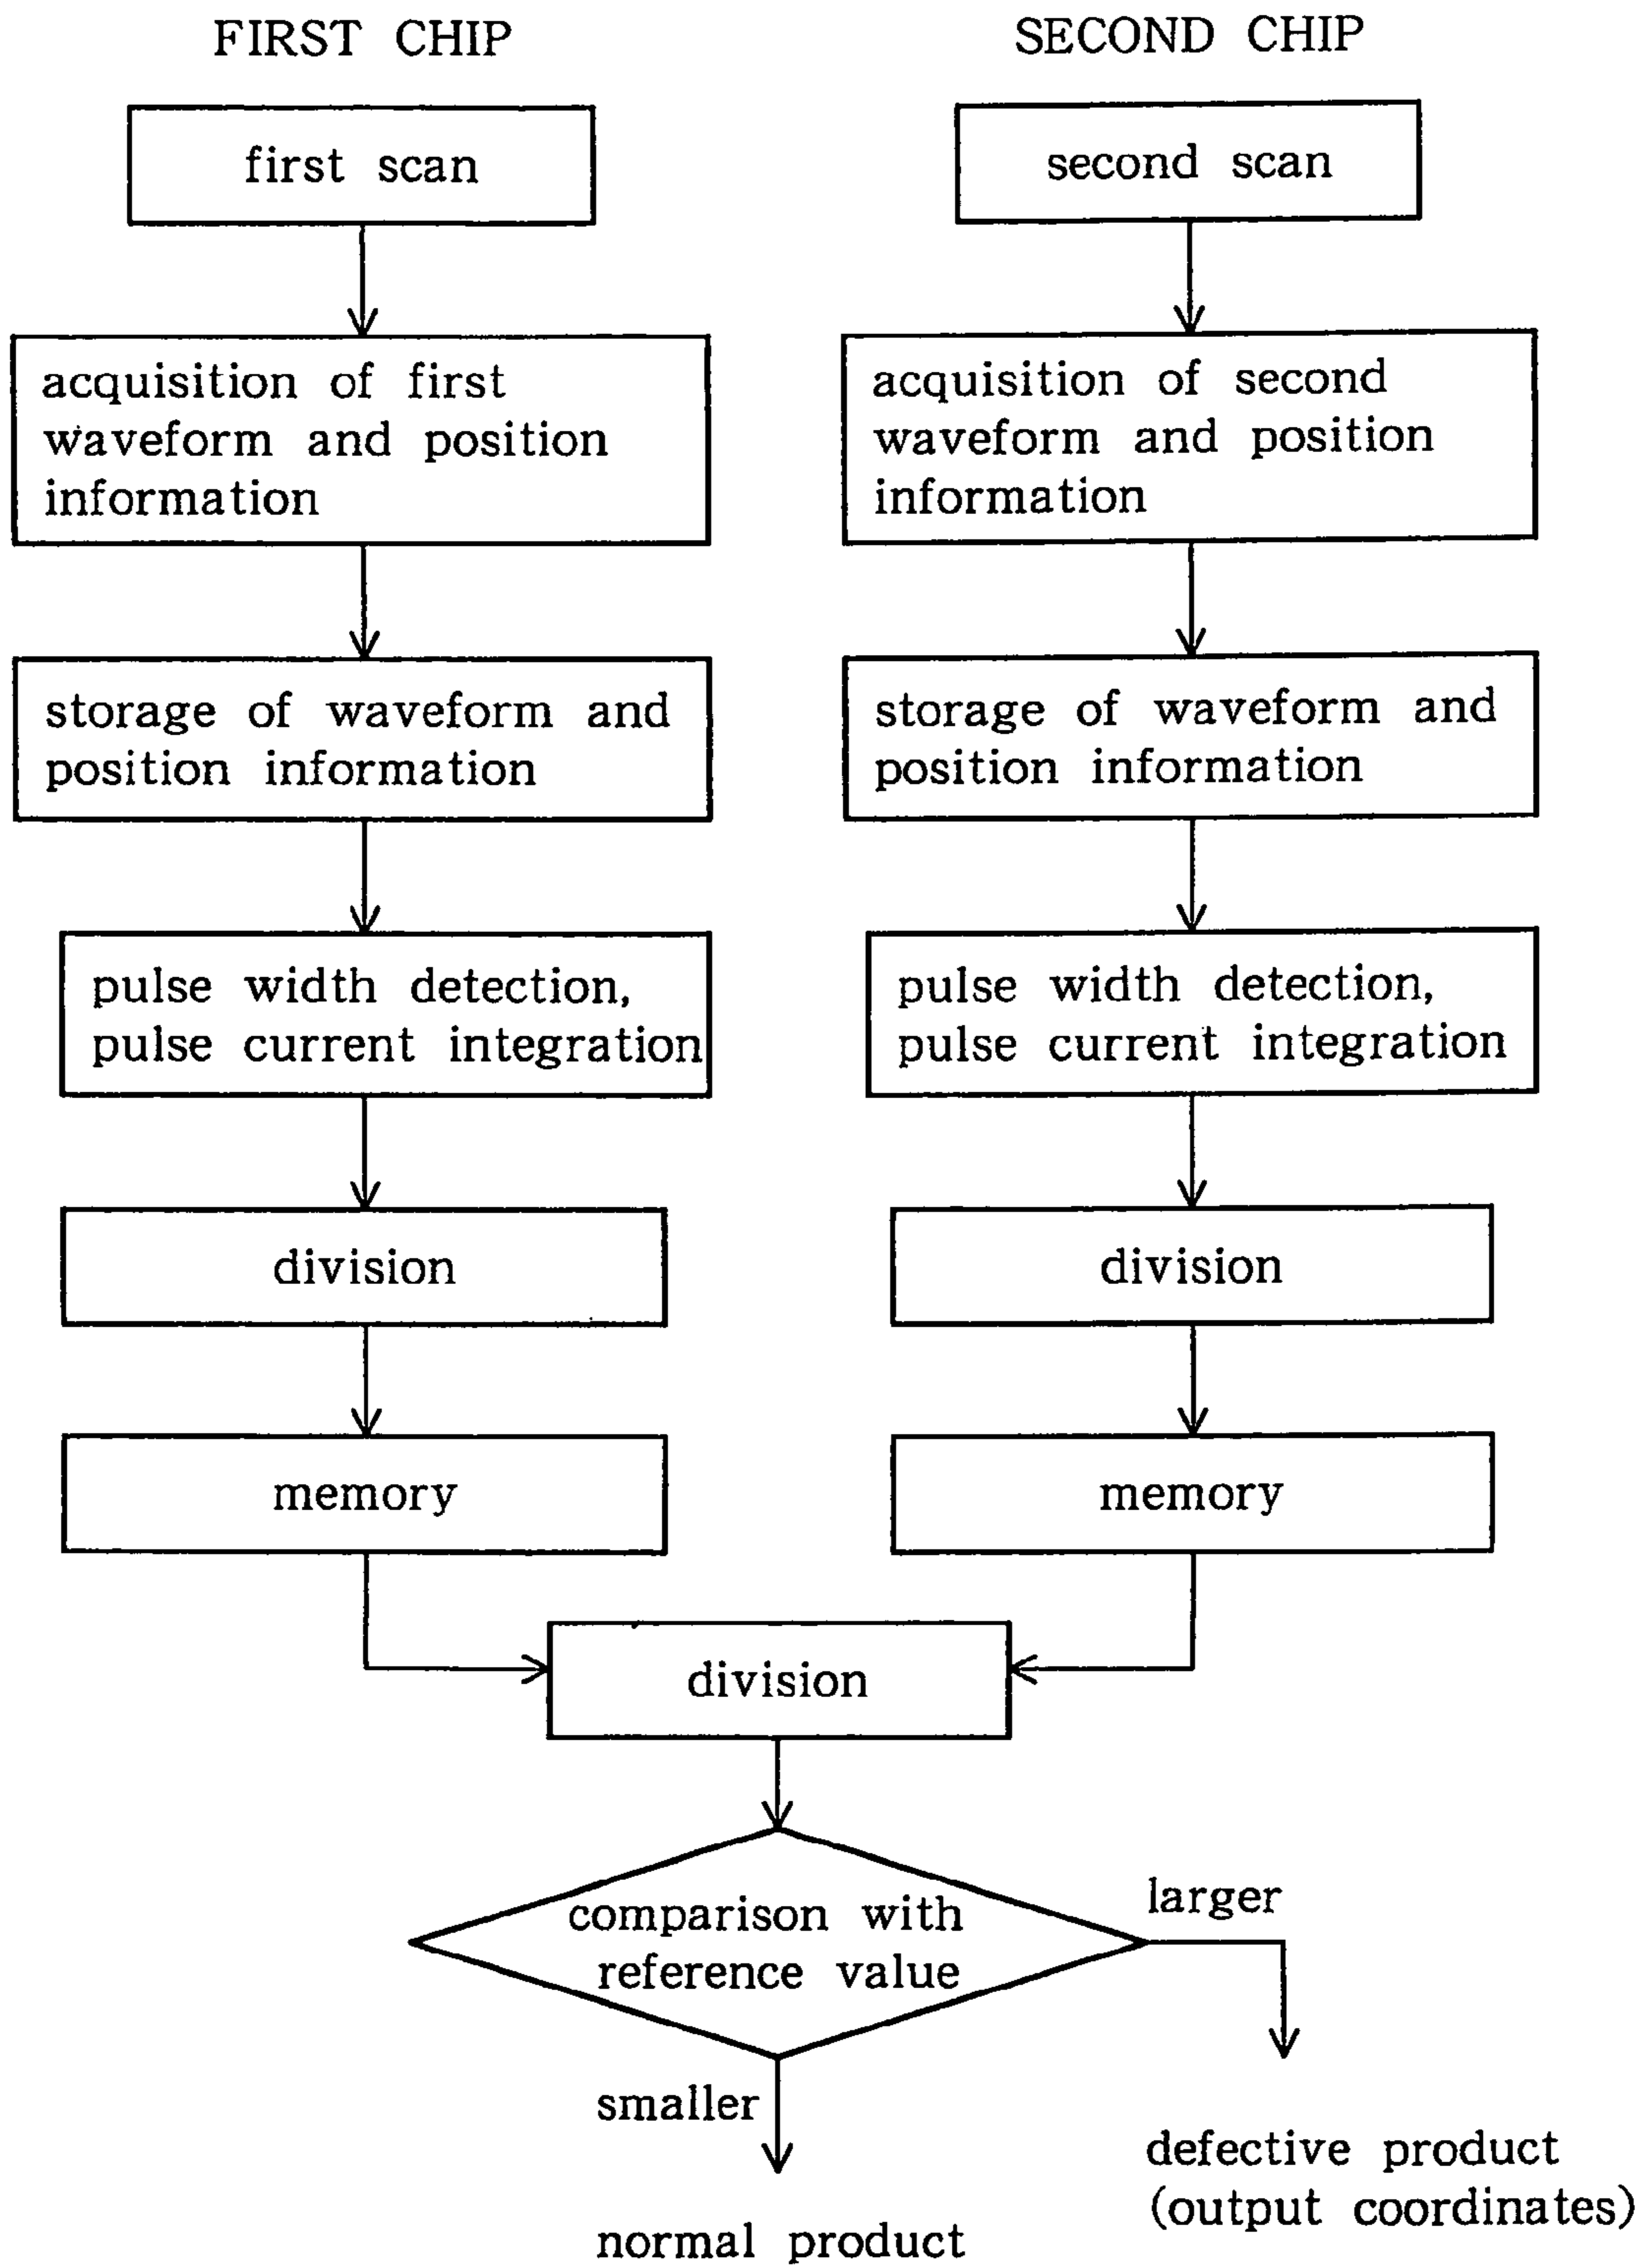 FIRST CHIP
first scan
acquisition of first
waveform and position
information
storage of waveform and
position information
pulse width detection,
pulse current integration
division
memory
SECOND CHIP
second scan
acquisition of second
waveform and position
information
storage of waveform and
position information
pulse width detection,
pulse current integration
division
memory
division
comparison with
reference value
larger
smaller
defective product
(output coordinates)
normal product